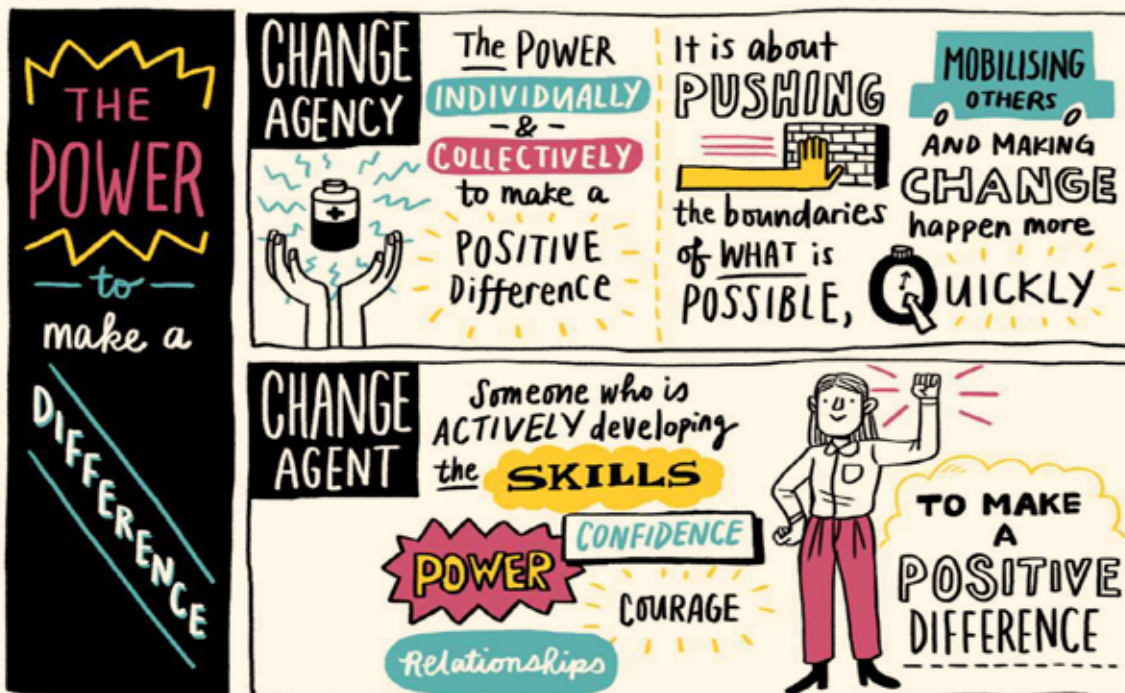 THE
POWER
to
make a
DIFFERENCE
CHANGE
AGENCY
The POWER
INDIVIDUALLY
- & -
COLLECTIVELY
to make a
POSITIVE
Difference
It is about
PUSHING
the boundaries
of WHAT is
POSSIBLE,
MOBILISING
OTHERS
AND MAKING
CHANGE
happen more
QUICKLY
CHANGE
AGENT
Someone who is
ACTIVELY developing
the SKILLS
CONFIDENCE
POWER
COURAGE
Relationships
TO MAKE
A
POSITIVE
DIFFERENCE